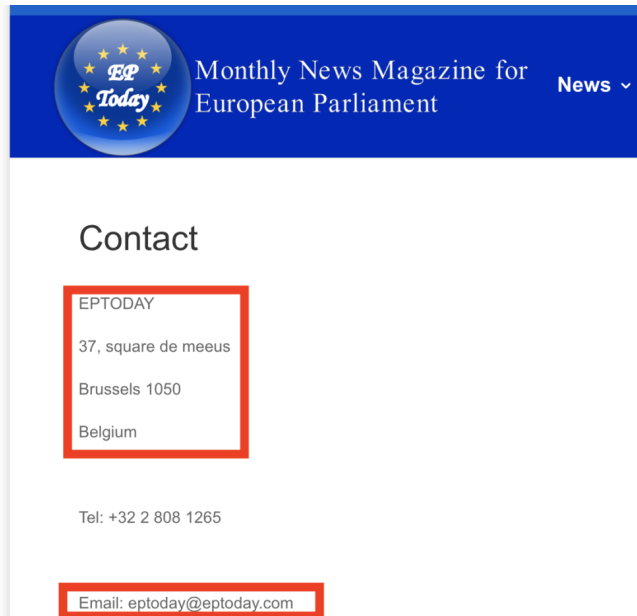 EP
Today
Monthly News Magazine for
European Parliament
News
Contact
EPTODAY
37, square de meeus
Brussels 1050
Belgium
Tel: +32 2 808 1265
Email: eptoday@eptoday.com